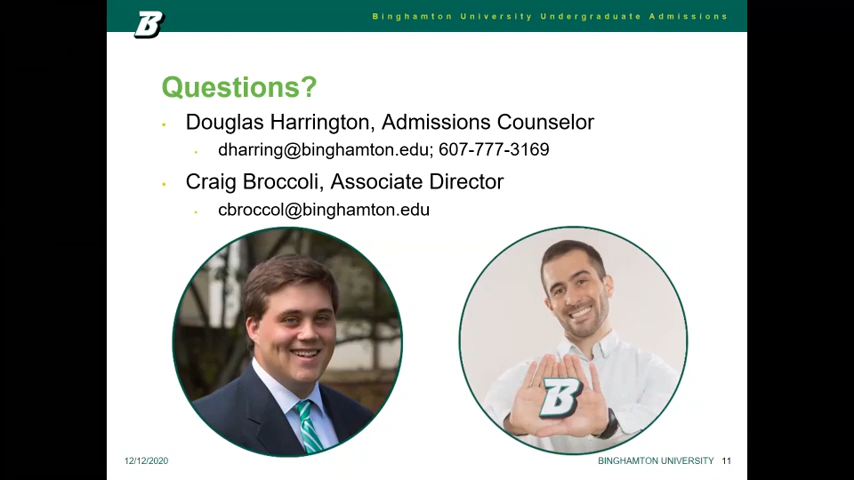 Binghamton University Undergraduate Admissions
B
Questions?
Douglas Harrington, Admissions Counselor
dharring@binghamton.edu; 607-777-3169
Craig Broccoli, Associate Director
cbroccol@binghamton.edu
B
12/12/2020
BINGHAMTON UNIVERSITY 11